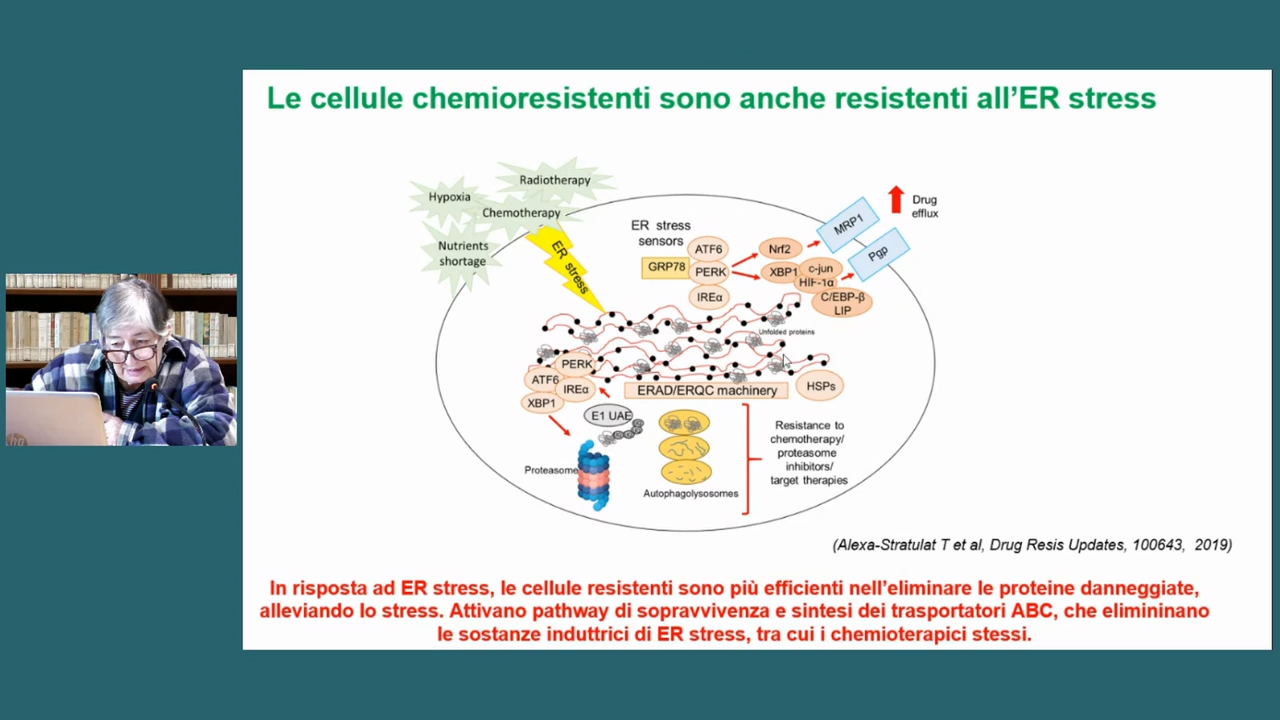 Le cellule chemioresistenti sono anche resistenti all'ER stress
Radiotherapy
Hypoxia
Chemotherapy
Nutrients
shortage
ER stress
ER stress
sensors
GRP78
ATF6
PERK
IREα
Nrf2
XBP1
c-jun
HIF-1α
C/EBP-β
LIP
MRP1
Pgp
Drug
efflux
Unfolded proteins
PERK
ATF6
IREα
XBP1
ERAD/ERQC machinery
HSPs
E1 UAE
Proteasome
Autophagolysosomes
Resistance to
chemotherapy/
proteasome
inhibitors/
target therapies
(Alexa-Stratulat T et al, Drug Resis Updates, 100643, 2019)
In risposta ad ER stress, le cellule resistenti sono più efficienti nell'eliminare le proteine danneggiate,
alleviando lo stress. Attivano pathway di sopravvivenza e sintesi dei trasportatori ABC, che elimininano
le sostanze induttrici di ER stress, tra cui i chemioterapici stessi.